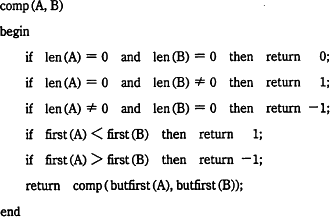 comp (A, B)
begin
if len (A) = 0 and len (B) = 0 then return 0;
if len (A) = 0 and len (B) ≠ 0 then return 1;
if len (A) ≠ 0 and len (B) = 0 then return −1;
if first (A) < first (B) then return 1;
if first (A) > first (B) then return −1;
return comp ( butfirst (A), butfirst (B));
end